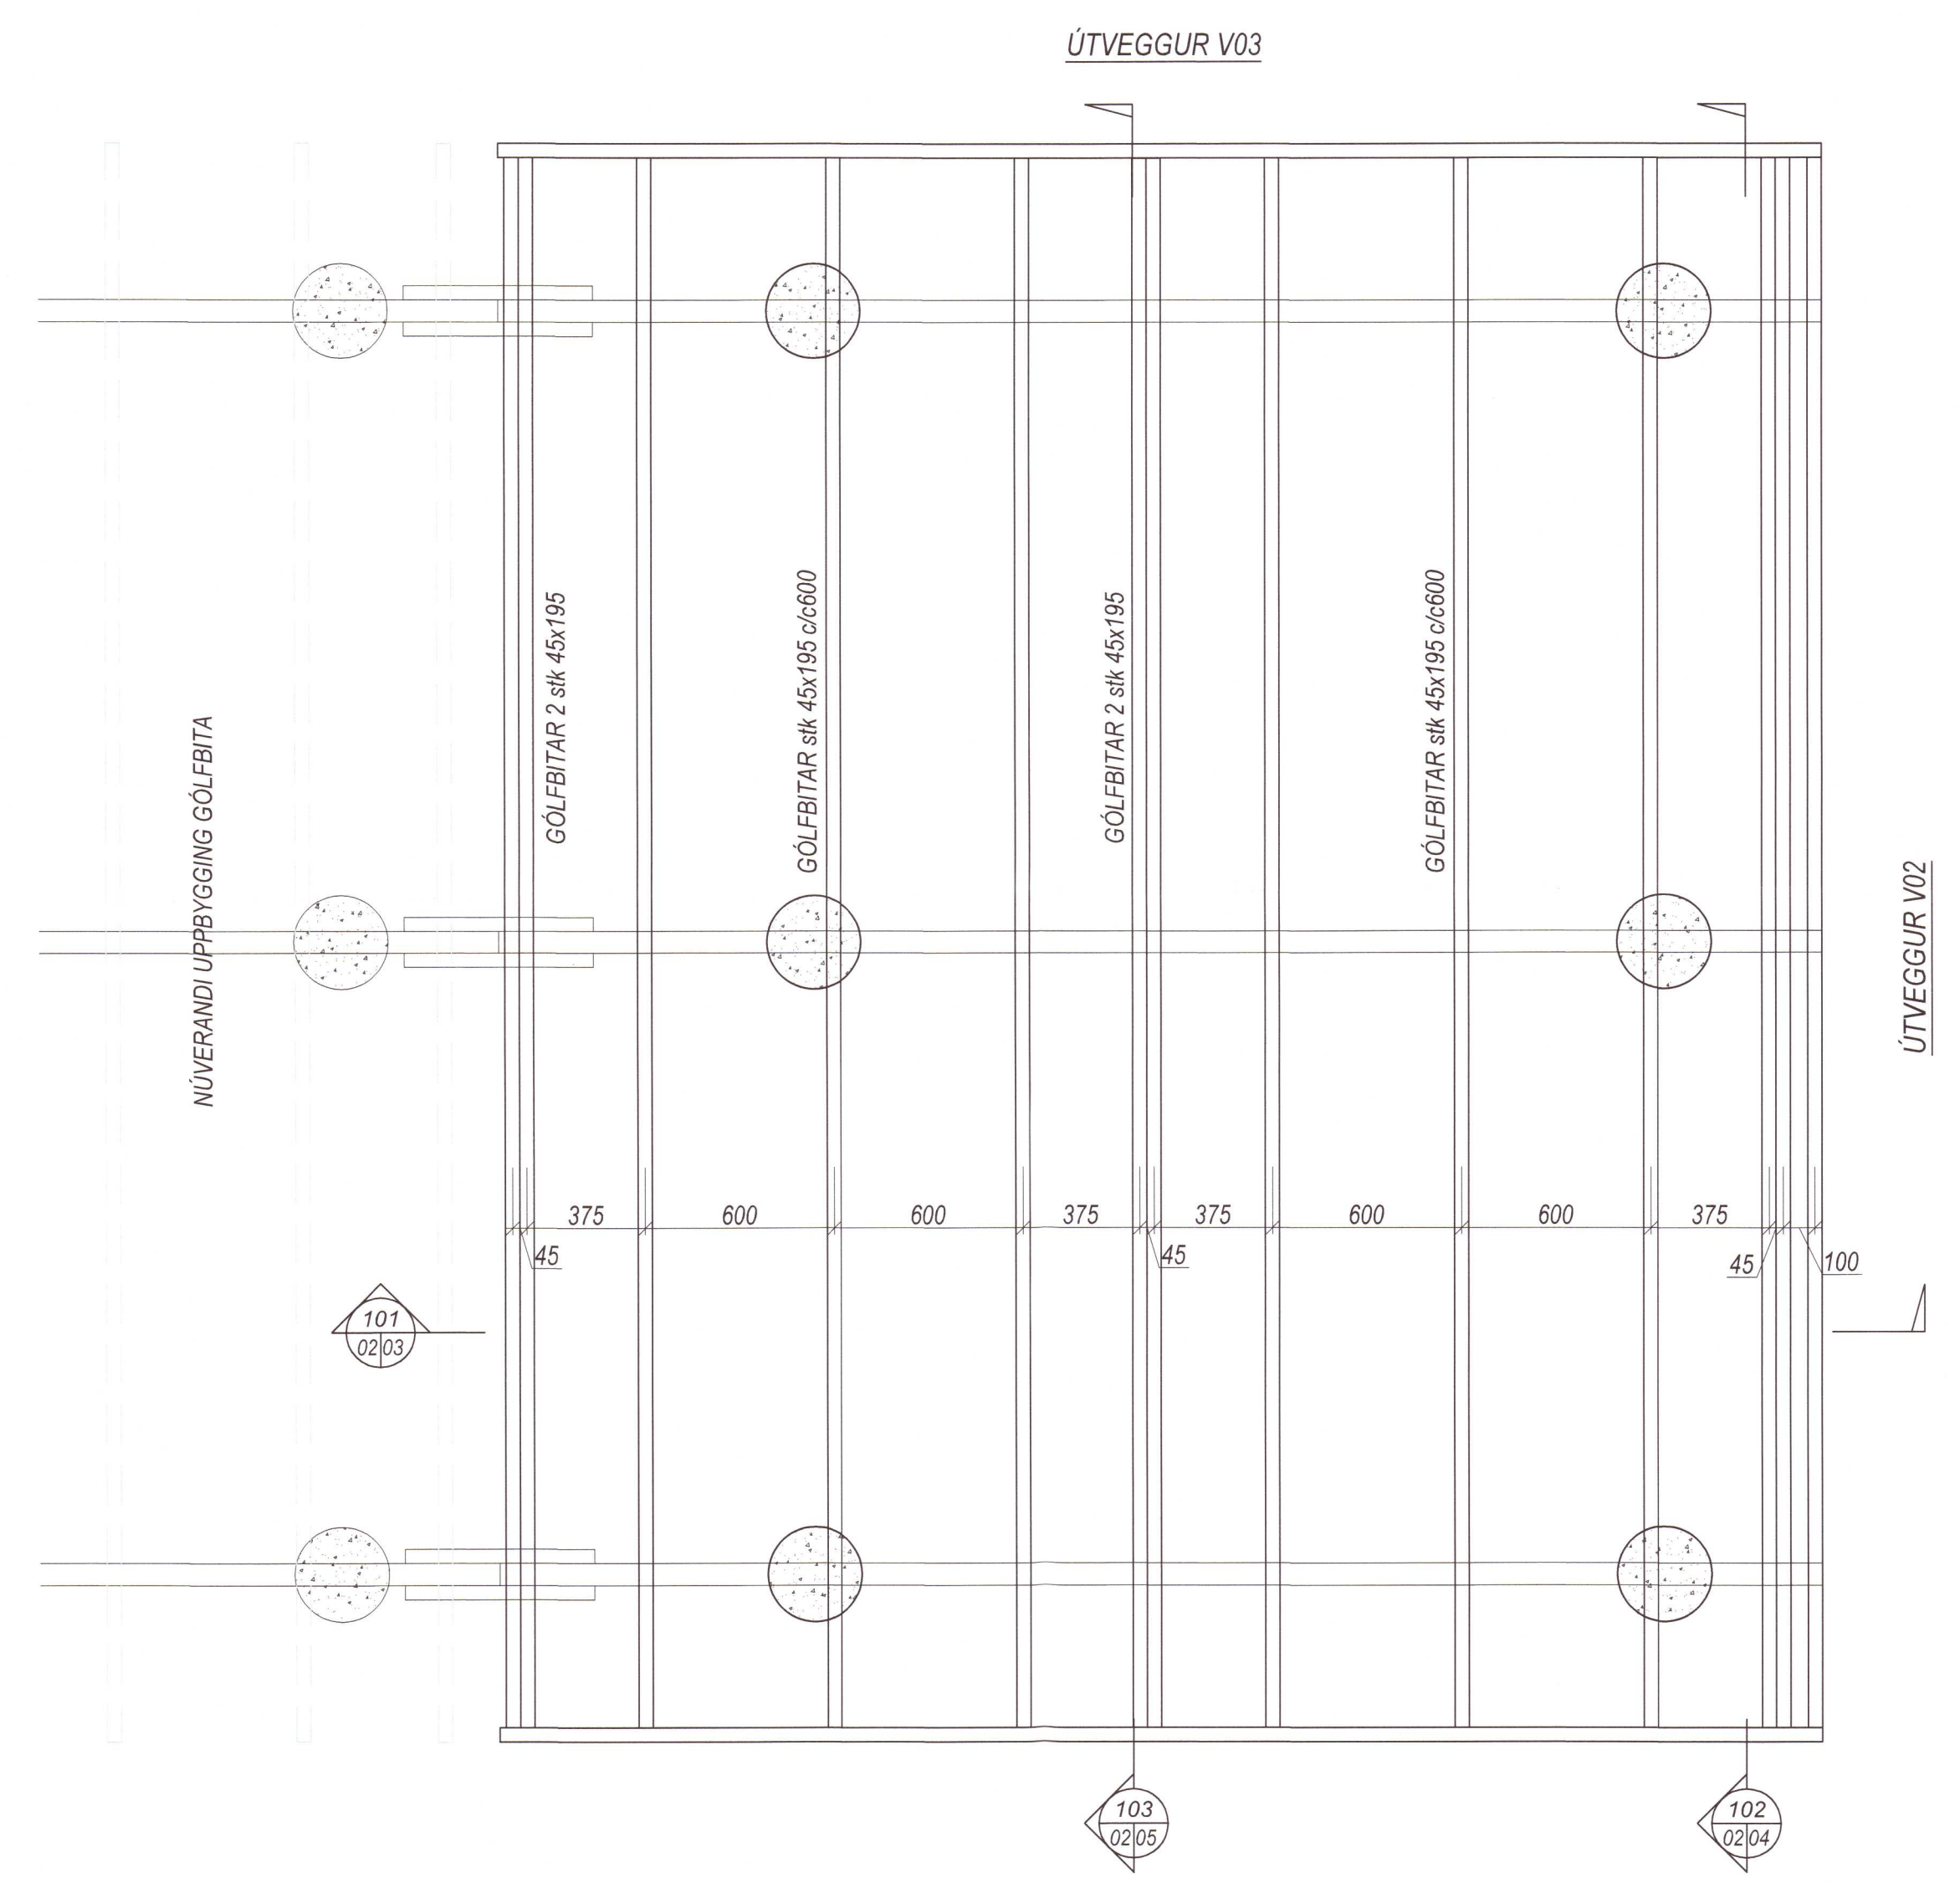 ÚTVEGGUR V03
NÚVERANDI UPPBYGGING GÓLFBITA
GÓLFBITAR 2 stk 45x195
GÓLFBITAR stk 45x195 c/c600
GÓLFBITAR 2 stk 45x195
GÓLFBITAR stk 45x195 c/c600
ÚTVEGGUR V02
375 600 600 375 375 600 600 375
45 45 45 100
101
02 03
103
02 05
102
02 04